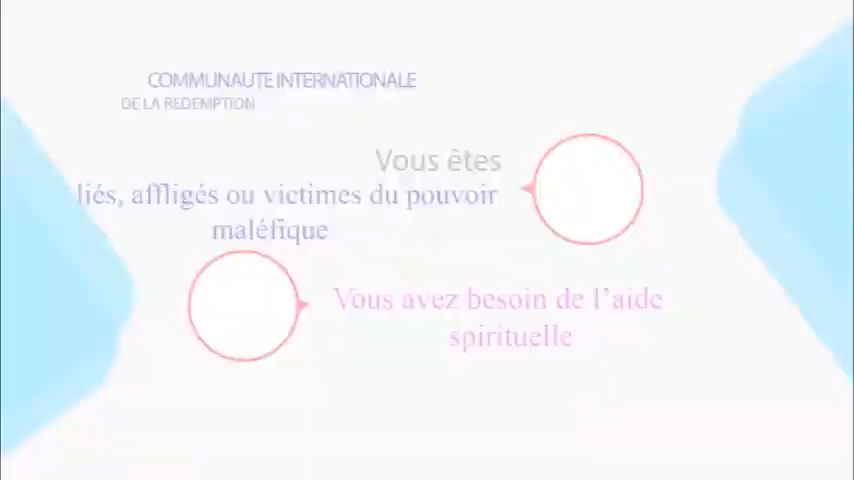 COMMUNAUTE INTERNATIONALE
DE LA REDEMPTION
Vous êtes
liés, affligés ou victimes du pouvoir
maléfique
Vous avez besoin de l’aide
spirituelle